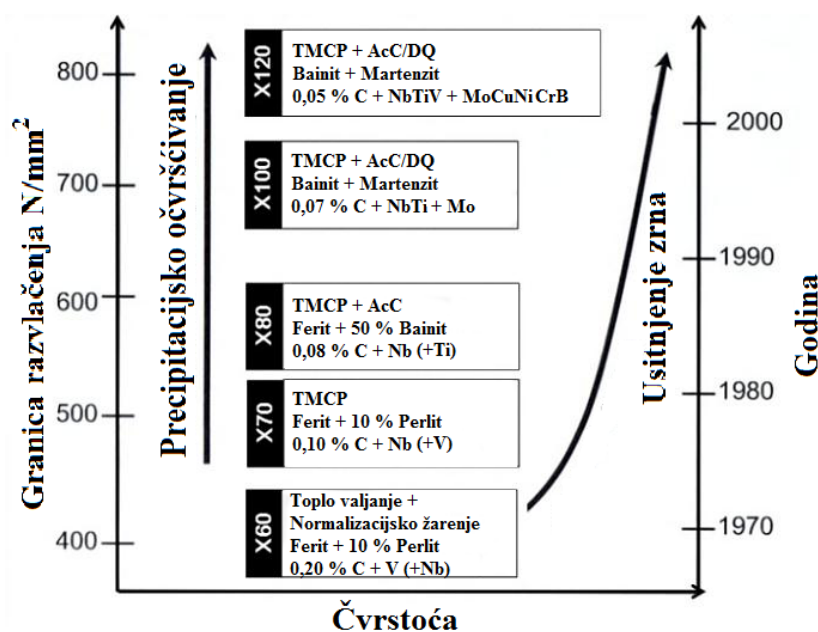 Granica razvlačenja N/mm²
800
700
600
500
400
Precipitacijsko očvršćivanje
X120
TMCP + AcC/DQ
Bainit + Martenzit
0,05 % C + NbTiV + MoCuNiCrB
X100
TMCP + AcC/DQ
Bainit + Martenzit
0,07 % C + NbTi + Mo
X80
TMCP + AcC
Ferit + 50 % Bainit
0,08 % C + Nb (+Ti)
X70
TMCP
Ferit + 10 % Perlit
0,10 % C + Nb (+V)
X60
Toplo valjanje +
Normalizacijsko žarenje
Ferit + 10 % Perlit
0,20 % C + V (+Nb)
Usitnjenje zrna
2000
1990
1980
1970
Godina
Čvrstoća